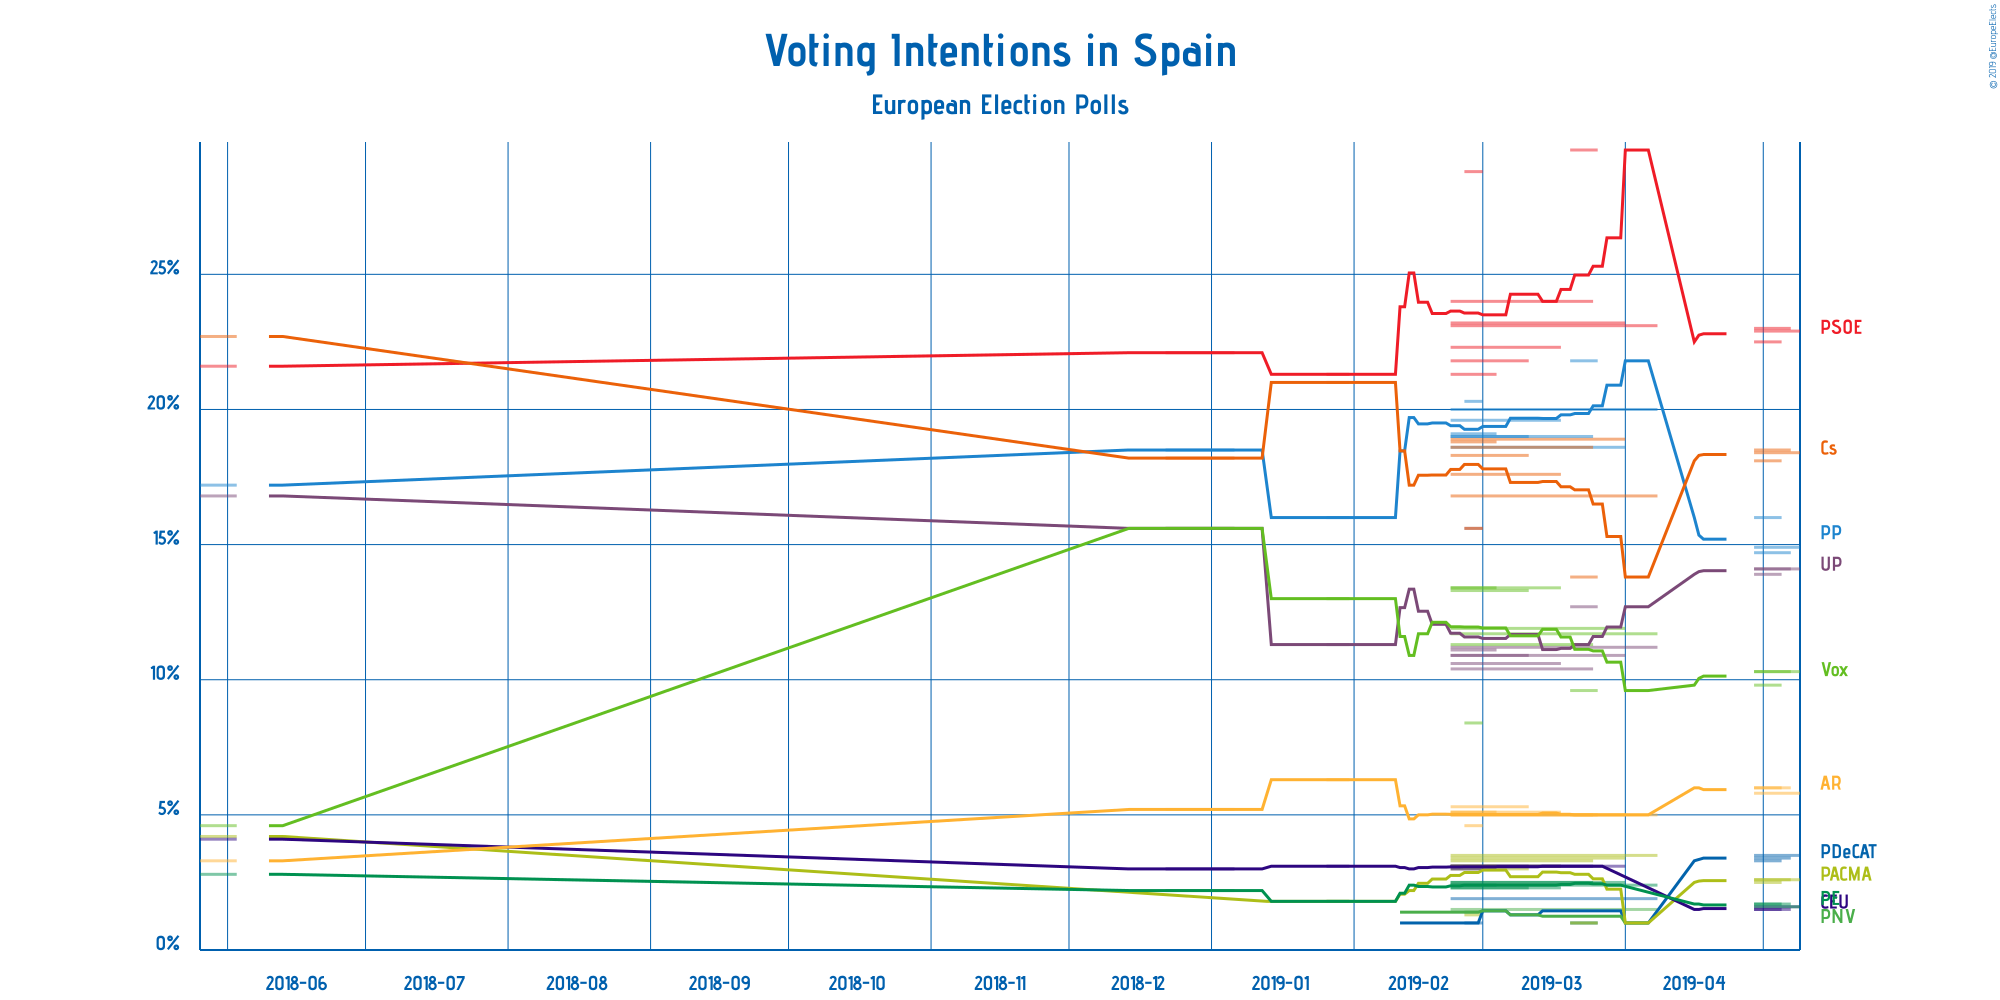 © 2019 @EuropeElects
Voting Intentions in Spain
European Election Polls
25%
20%
15%
10%
5%
0%
PSOE
Cs
PP
UP
Vox
AR
PDeCAT
PACMA
PE
CEU
PNV
2018-06 2018-07 2018-08 2018-09 2018-10 2018-11 2018-12 2019-01 2019-02 2019-03 2019-04